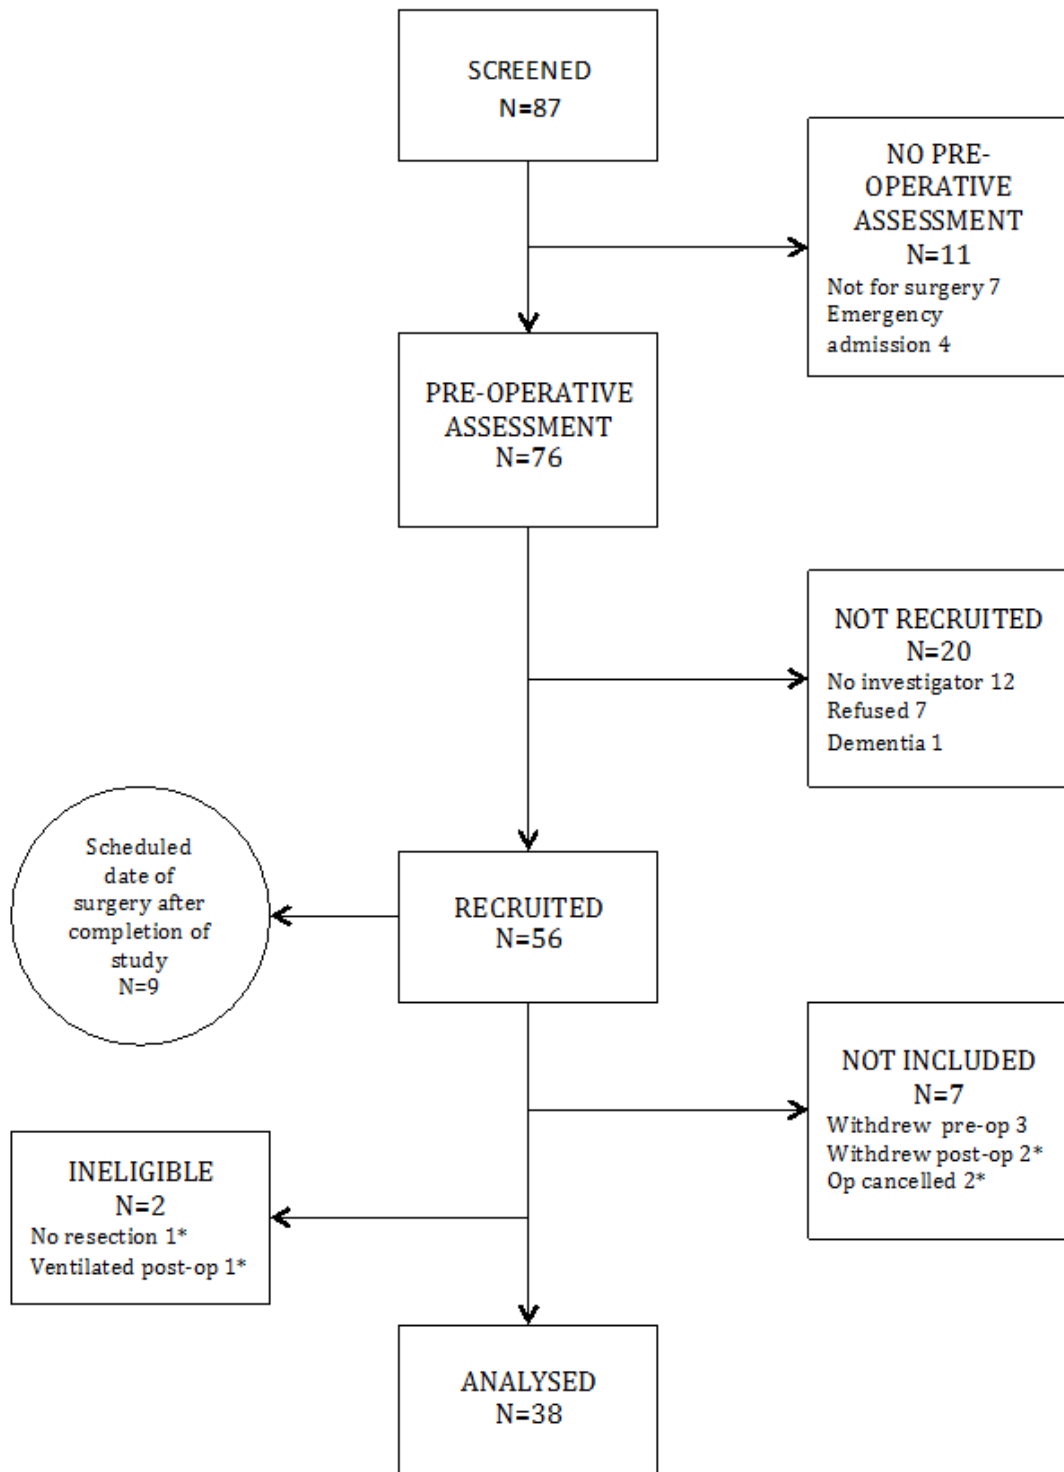 SCREENED
N=87
NO PRE-
OPERATIVE
ASSESSMENT
N=11
Not for surgery 7
Emergency
admission 4
PRE-OPERATIVE
ASSESSMENT
N=76
NOT RECRUITED
N=20
No investigator 12
Refused 7
Dementia 1
Scheduled
date of
surgery after
completion of
study
N=9
RECRUITED
N=56
NOT INCLUDED
N=7
Withdrew pre-op 3
Withdrew post-op 2*
Op cancelled 2*
INELIGIBLE
N=2
No resection 1*
Ventilated post-op 1*
ANALYSED
N=38